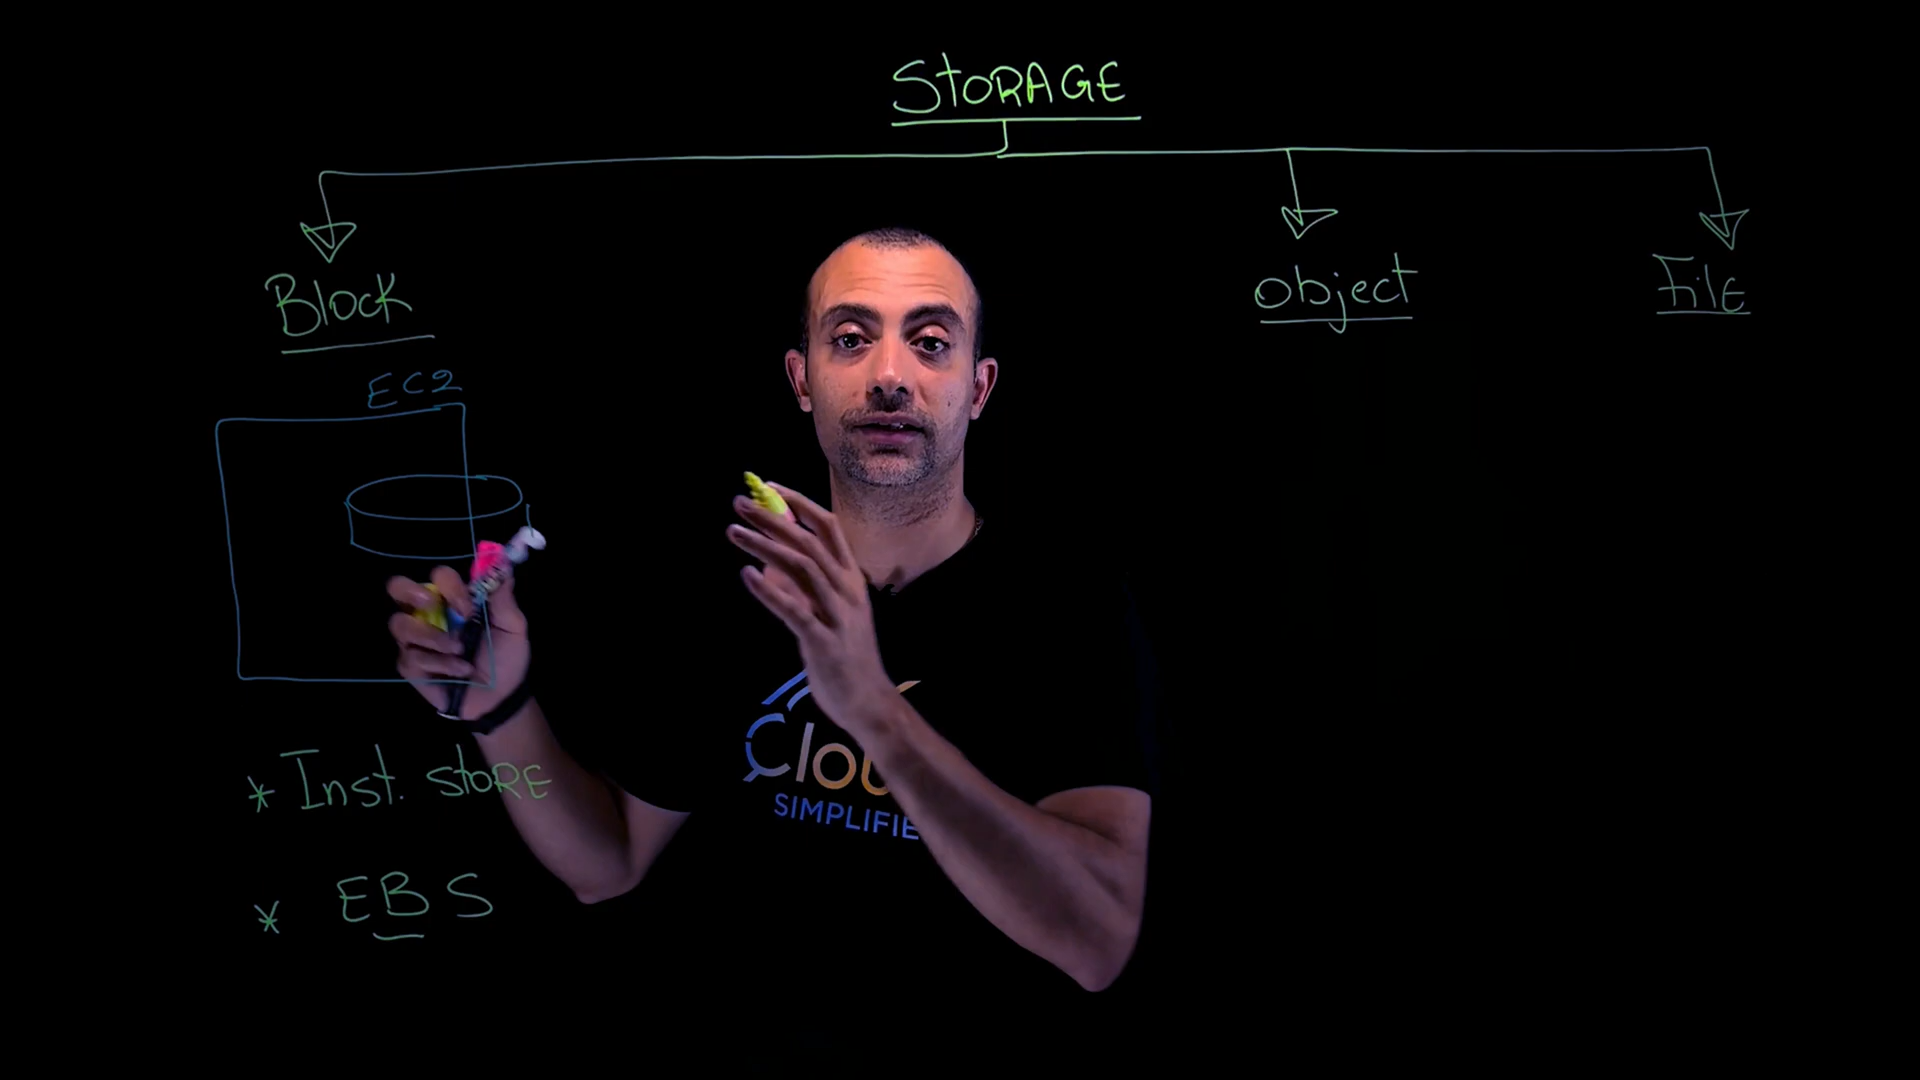 STORAGE
Block
object
File
EC2
* Inst. STORE
* EBS
Clou
SIMPLIFIE